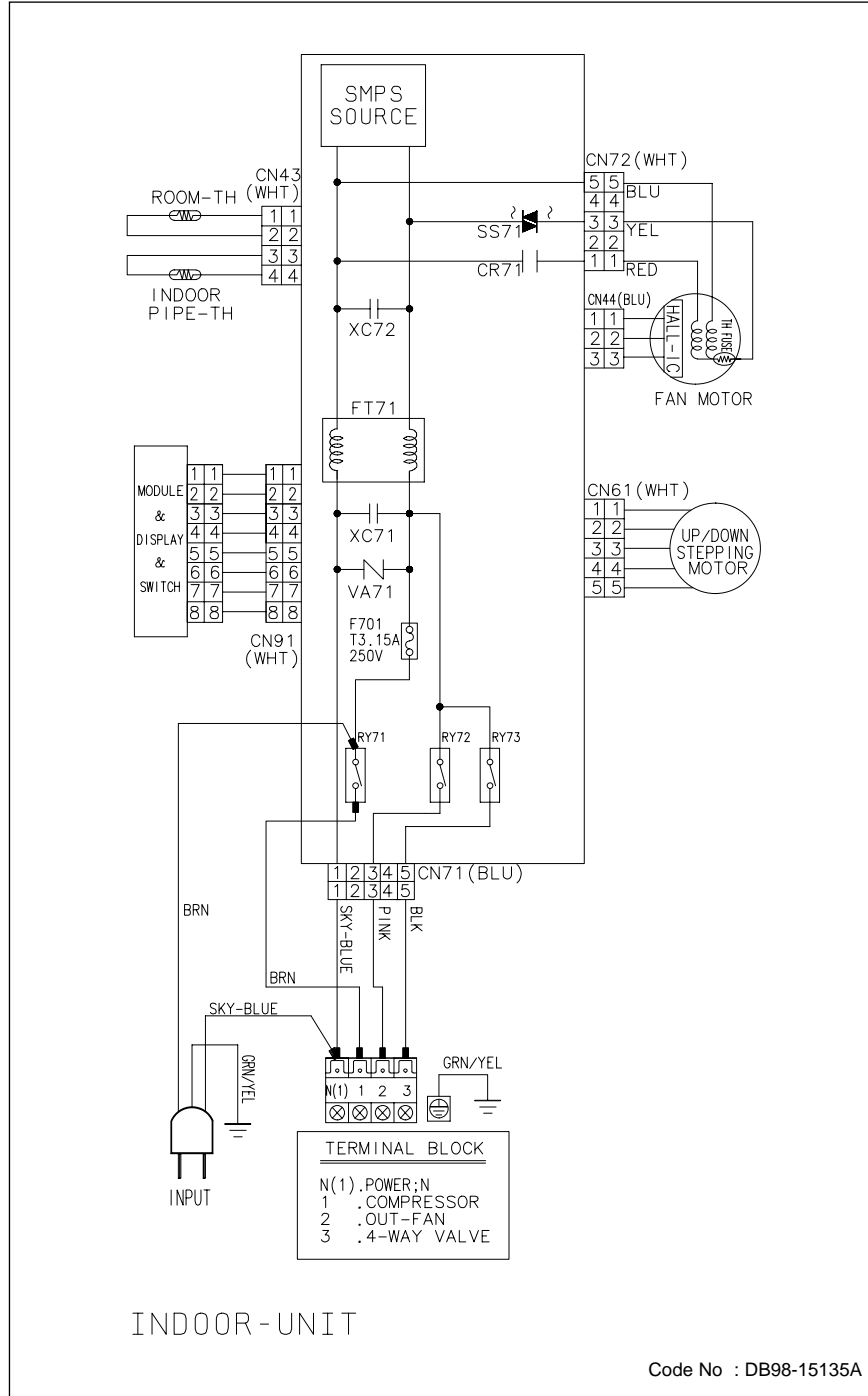 SMPS
SOURCE
CN43
(WHT)
ROOM-TH
1 1
2 2
3 3
4 4
INDOOR
PIPE-TH
CN72(WHT)
5 5 BLU
4 4
3 3 YEL
2 2
1 1 RED
SS71
CR71
CN44(BLU)
1 1
2 2
3 3
HALL-IC
TH FUSE
FAN MOTOR
XC72
FT71
MODULE
&
DISPLAY
&
SWITCH
1 1
2 2
3 3
4 4
5 5
6 6
7 7
8 8
1 1
2 2
3 3
4 4
5 5
6 6
7 7
8 8
CN91
(WHT)
XC71
VA71
F701
T3.15A
250V
CN61(WHT)
1 1
2 2
3 3
4 4
5 5
UP/DOWN
STEPPING
MOTOR
RY71
RY72
RY73
1 2 3 4 5 CN71(BLU)
1 2 3 4 5
SKY-BLUE
PINK
BLK
BRN
BRN
SKY-BLUE
GRN/YEL
GRN/YEL
N(1) 1 2 3
INPUT
TERMINAL BLOCK
N(1).POWER;N
1 .COMPRESSOR
2 .OUT-FAN
3 .4-WAY VALVE
INDOOR-UNIT
Code No : DB98-15135A